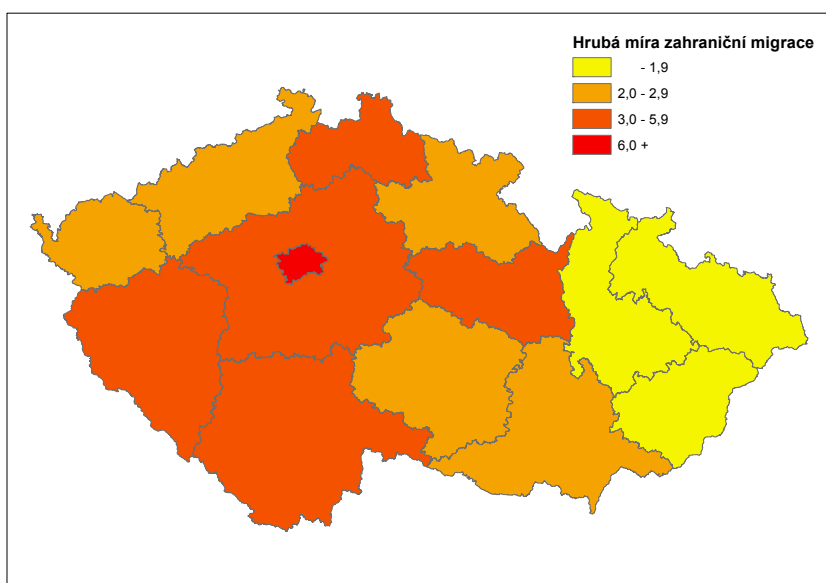 Hrubá míra zahraniční migrace
- 1,9
2,0 - 2,9
3,0 - 5,9
6,0 +